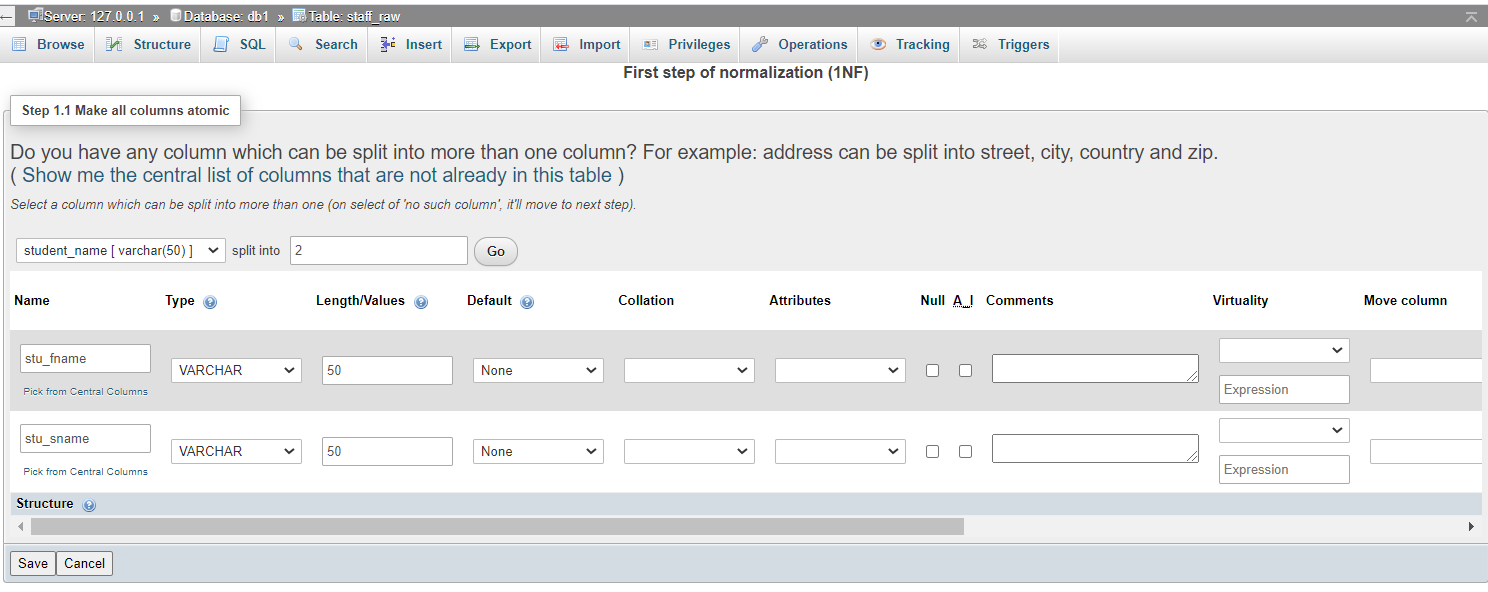 Server: 127.0.0.1 » Database: db1 » Table: staff_raw
Browse Structure SQL Search Insert Export Import Privileges Operations Tracking Triggers
First step of normalization (1NF)
Step 1.1 Make all columns atomic
Do you have any column which can be split into more than one column? For example: address can be split into street, city, country and zip.
( Show me the central list of columns that are not already in this table )
Select a column which can be split into more than one (on select of 'no such column', it'll move to next step).
student_name [ varchar(50) ] split into 2 Go
Name Type Length/Values Default Collation Attributes Null A_I Comments Virtuality Move column
stu_fname VARCHAR 50 None
Pick from Central Columns Expression
stu_sname VARCHAR 50 None
Pick from Central Columns Expression
Structure
Save Cancel